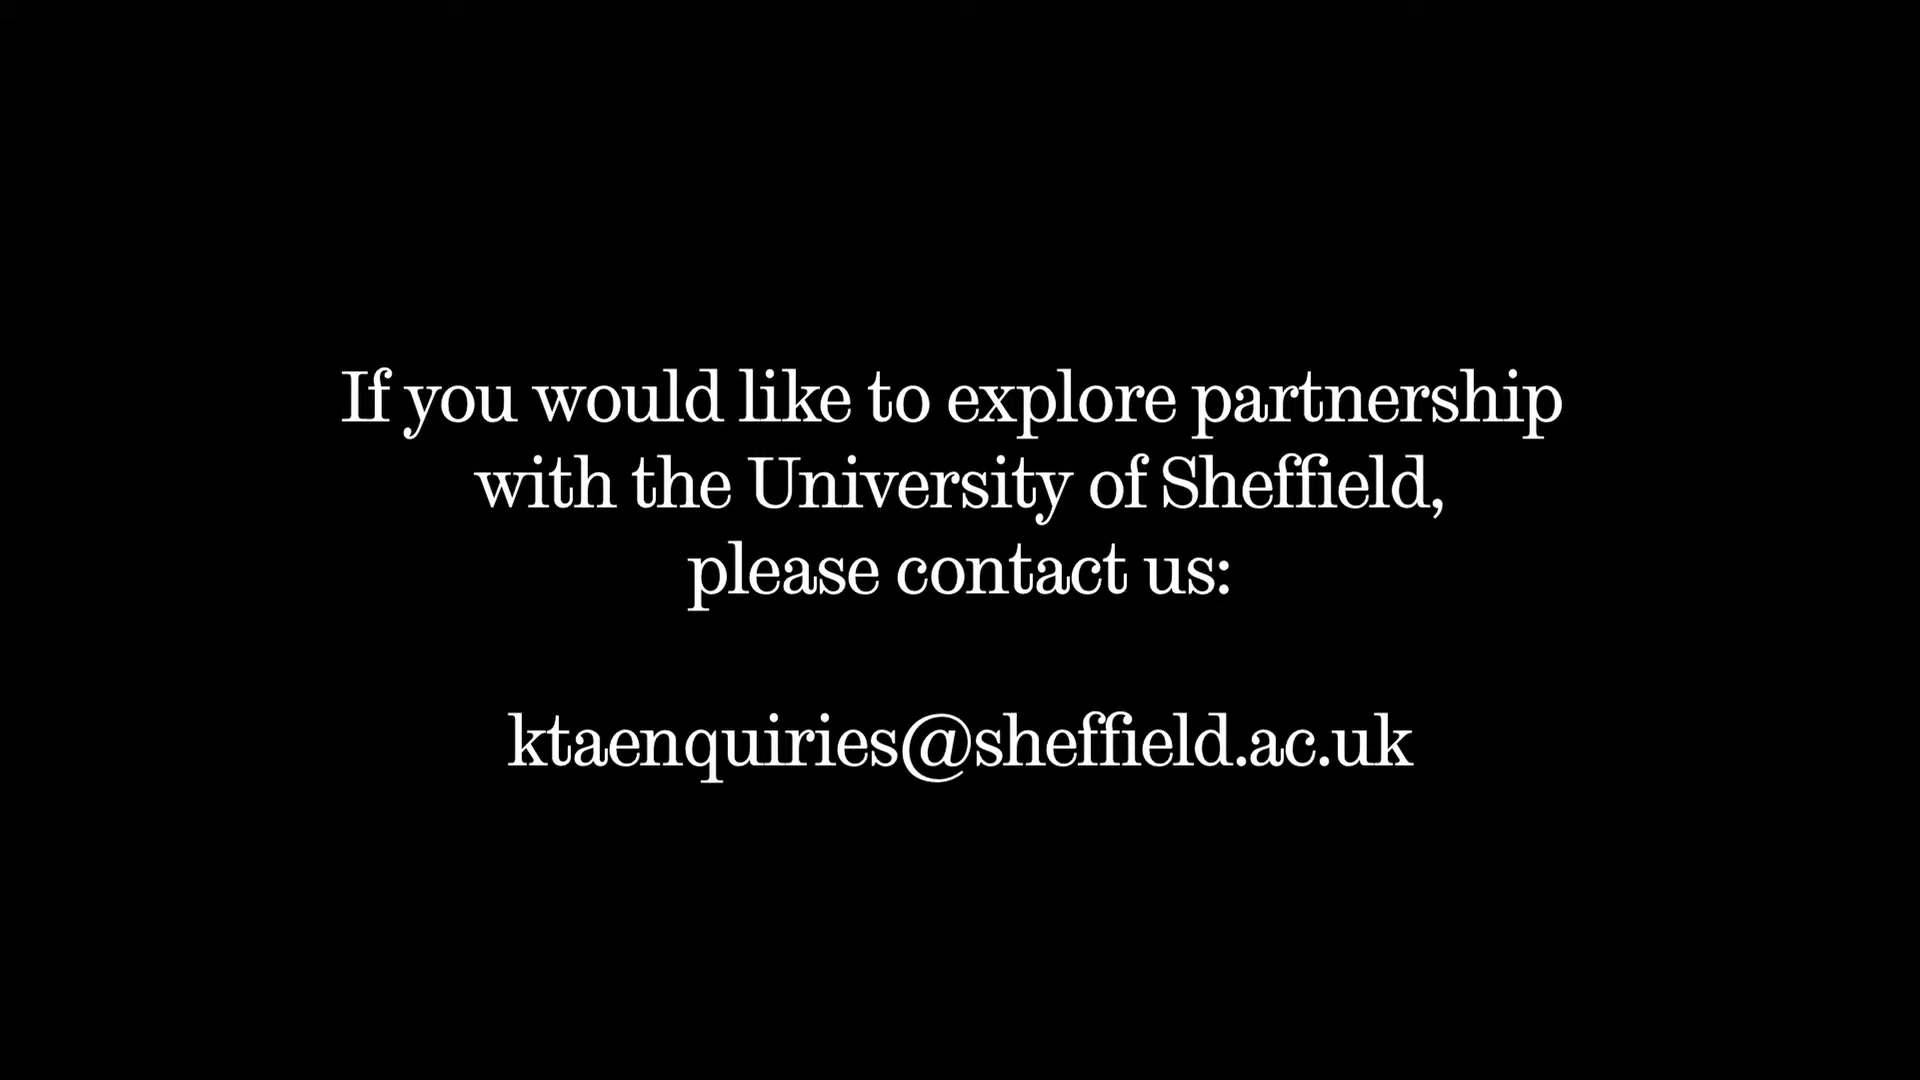 If you would like to explore partnership
with the University of Sheffield,
please contact us:
ktaenquiries@sheffield.ac.uk